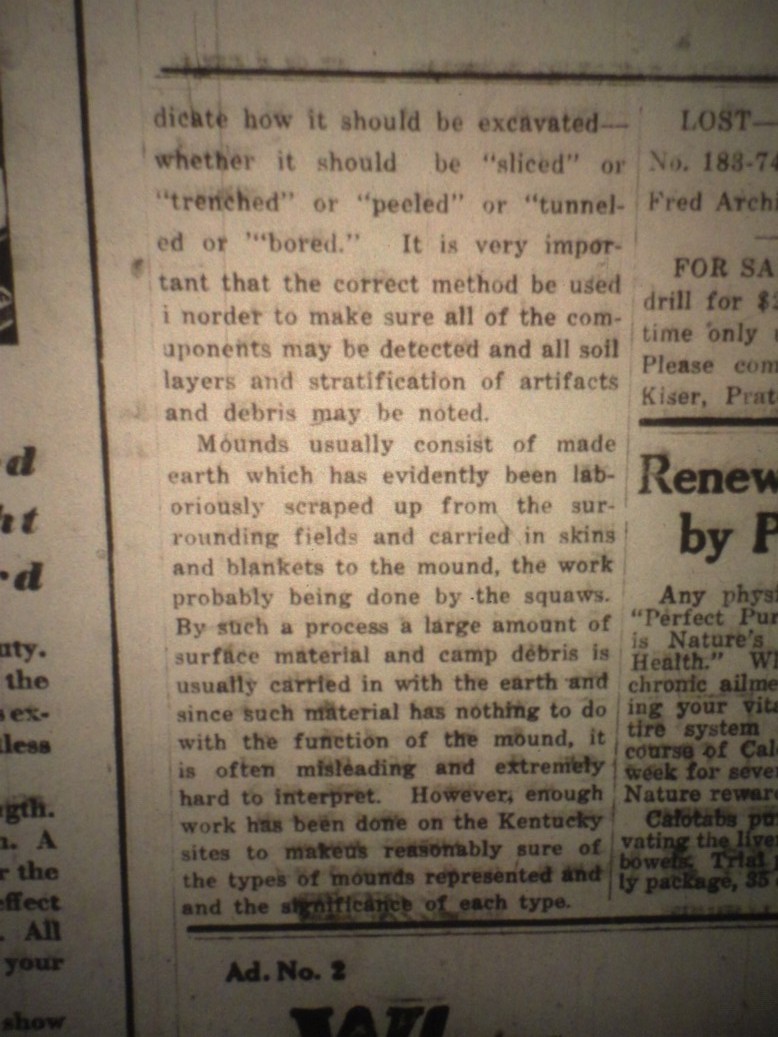 dicate how it should be excavated—
whether it should be "sliced" or
"trenched" or "peeled" or "tunnel-
ed or '"bored." It is very impor-
tant that the correct method be used
i norder to make sure all of the com-
uponents may be detected and all soil
layers and stratification of artifacts
and debris may be noted.
Mounds usually consist of made
earth which has evidently been lab-
oriously scraped up from the sur-
rounding fields and carried in skins
and blankets to the mound, the work
probably being done by the squaws.
By such a process a large amount of
surface material and camp debris is
usually carried in with the earth and
since such material has nothing to do
with the function of the mound, it
is often misleading and extremely
hard to interpret. However, enough
work has been done on the Kentucky
sites to makeus reasonably sure of
the types of mounds represented and
and the significance of each type.
Ad. No. 2
LOST—
No. 183-74
Fred Archi
FOR SA
drill for $
time only
Please com
Kiser, Prat
Renew
by P
Any physi
"Perfect Pur
is Nature's
Health." Wh
chronic ailme
ing your vita
tire system
course of Cal
week for seve
Nature reward
Calotabs pu
vating the liver
bowels. Trial p
ly package, 35
d
ht
rd
uty.
the
s ex-
tless
gth.
n. A
r the
effect
. All
your
show